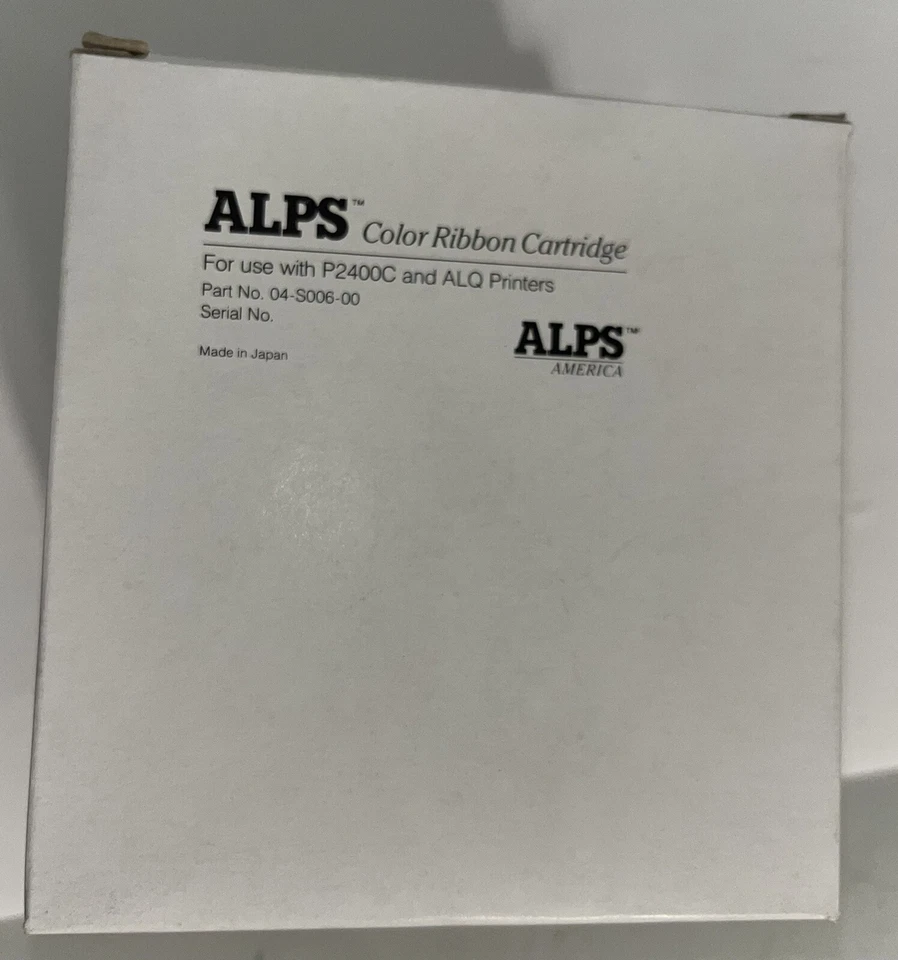 ALPS™ Color Ribbon Cartridge
For use with P2400C and ALQ Printers
Part No. 04-S006-00
Serial No.
Made in Japan
ALPS™
AMERICA